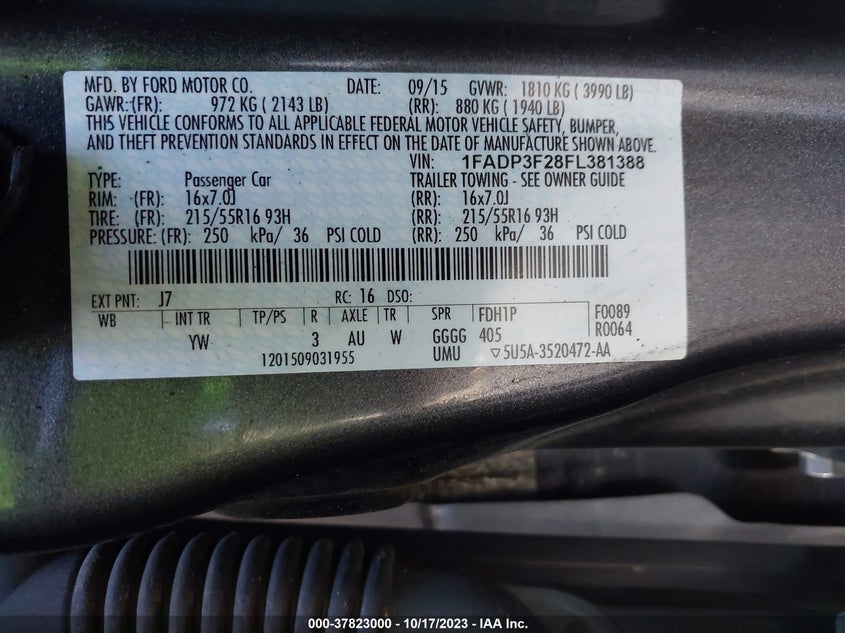 MFD. BY FORD MOTOR CO. DATE: 09/15 GVWR: 1810 KG ( 3990 LB)
GAWR:(FR): 972 KG ( 2143 LB) (RR): 880 KG ( 1940 LB)
THIS VEHICLE CONFORMS TO ALL APPLICABLE FEDERAL MOTOR VEHICLE SAFETY, BUMPER,
AND THEFT PREVENTION STANDARDS IN EFFECT ON THE DATE OF MANUFACTURE SHOWN ABOVE.
VIN: 1FADP3F28FL381388
TYPE: Passenger Car TRAILER TOWING - SEE OWNER GUIDE
RIM: (FR): 16x7.0J (RR): 16x7.0J
TIRE: (FR): 215/55R16 93H (RR): 215/55R16 93H
PRESSURE: (FR): 250 kPa/ 36 PSI COLD (RR): 250 kPa/ 36 PSI COLD
EXT PNT: J7 RC: 16 DSO:
WB INT TR TP/PS R AXLE TR SPR FDH1P F0089
YW 3 AU W GGGG 405 R0064
1201509031955 UMU ▽5U5A-3520472-AA
000-37823000 - 10/17/2023 - IAA Inc.